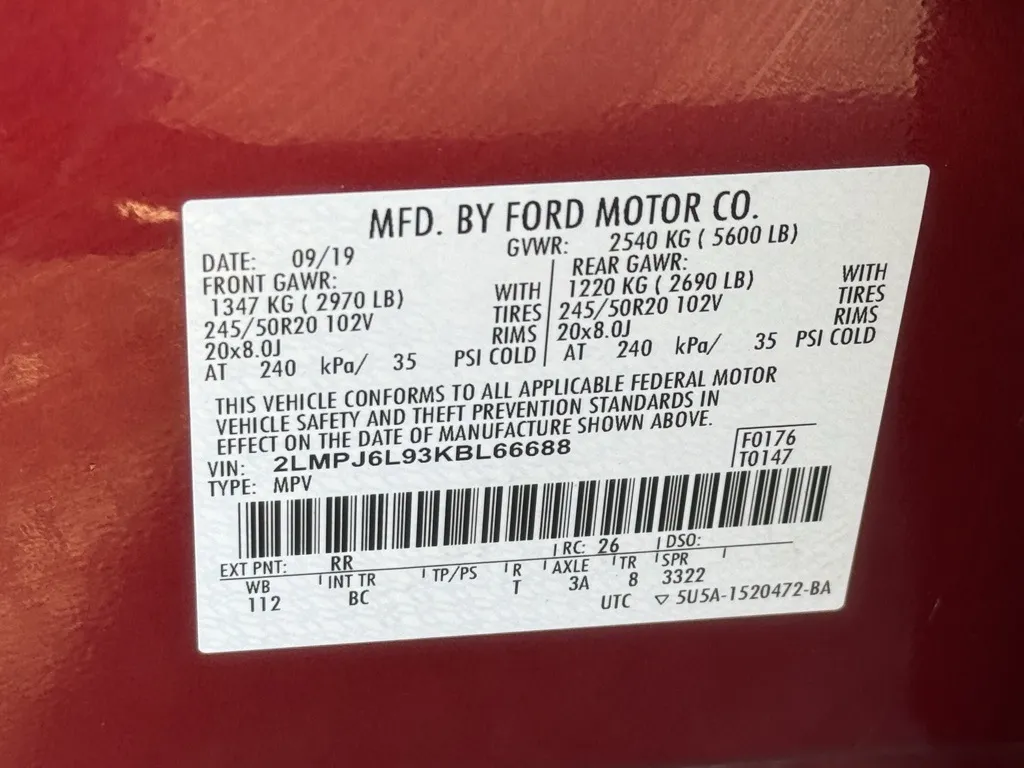 MFD. BY FORD MOTOR CO.
DATE: 09/19 GVWR: 2540 KG ( 5600 LB)
FRONT GAWR: REAR GAWR:
1347 KG ( 2970 LB) WITH 1220 KG ( 2690 LB) WITH
245/50R20 102V TIRES 245/50R20 102V TIRES
20x8.0J RIMS 20x8.0J RIMS
AT 240 kPa/ 35 PSI COLD AT 240 kPa/ 35 PSI COLD
THIS VEHICLE CONFORMS TO ALL APPLICABLE FEDERAL MOTOR
VEHICLE SAFETY AND THEFT PREVENTION STANDARDS IN
EFFECT ON THE DATE OF MANUFACTURE SHOWN ABOVE.
VIN: 2LMPJ6L93KBL66688 F0176
TYPE: MPV T0147
EXT PNT: RR RC: 26 DSO:
WB INT TR TP/PS R AXLE TR SPR
112 BC T 3A 8 3322
UTC ▽ 5U5A-1520472-BA